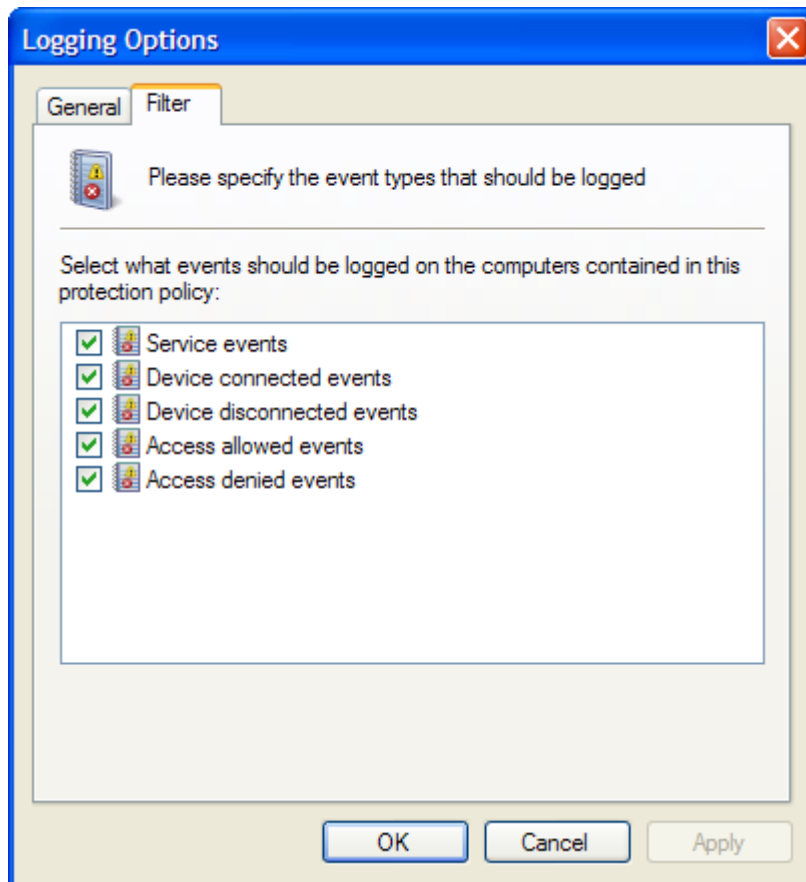 Logging Options
General Filter
Please specify the event types that should be logged
Select what events should be logged on the computers contained in this
protection policy:
Service events
Device connected events
Device disconnected events
Access allowed events
Access denied events
OK Cancel Apply